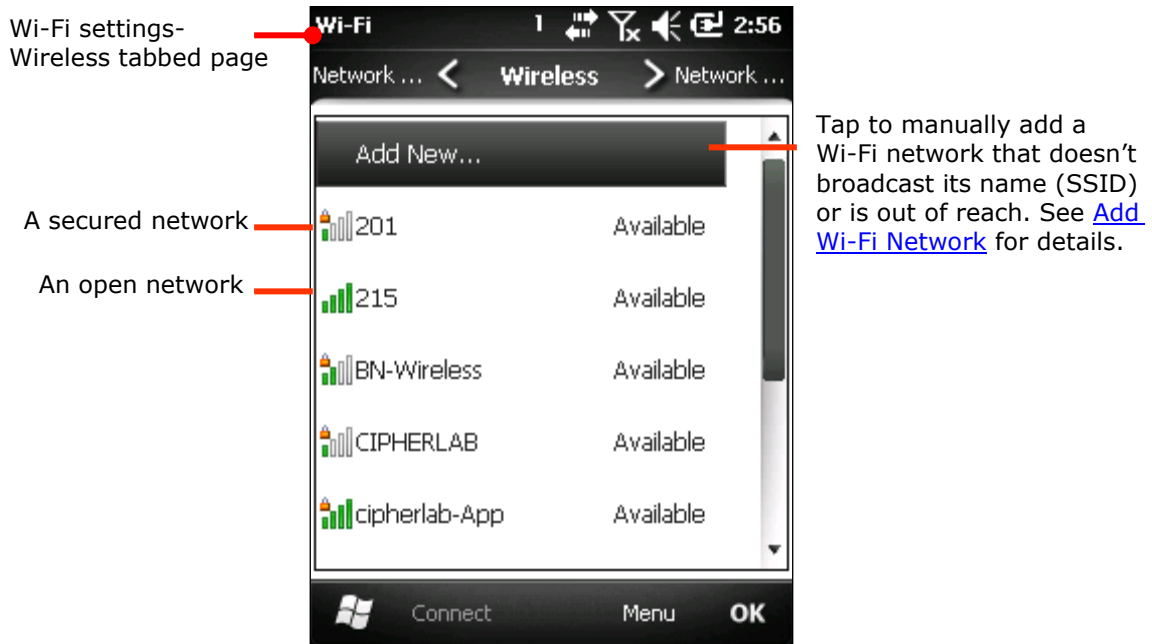 Wi-Fi settings-
Wireless tabbed page
Wi-Fi 1 2:56
Network ... Wireless Network ...
Add New...
Tap to manually add a
Wi-Fi network that doesn't
broadcast its name (SSID)
or is out of reach. See Add
Wi-Fi Network for details.
A secured network
201 Available
An open network
215 Available
BN-Wireless Available
CIPHERLAB Available
cipherlab-App Available
Connect Menu OK